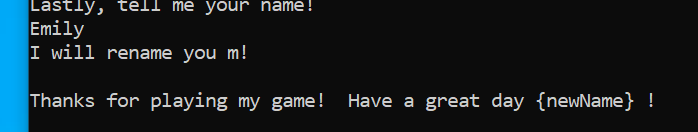 Lastly, tell me your name!
Emily
I will rename you m!
Thanks for playing my game!  Have a great day {newName} !